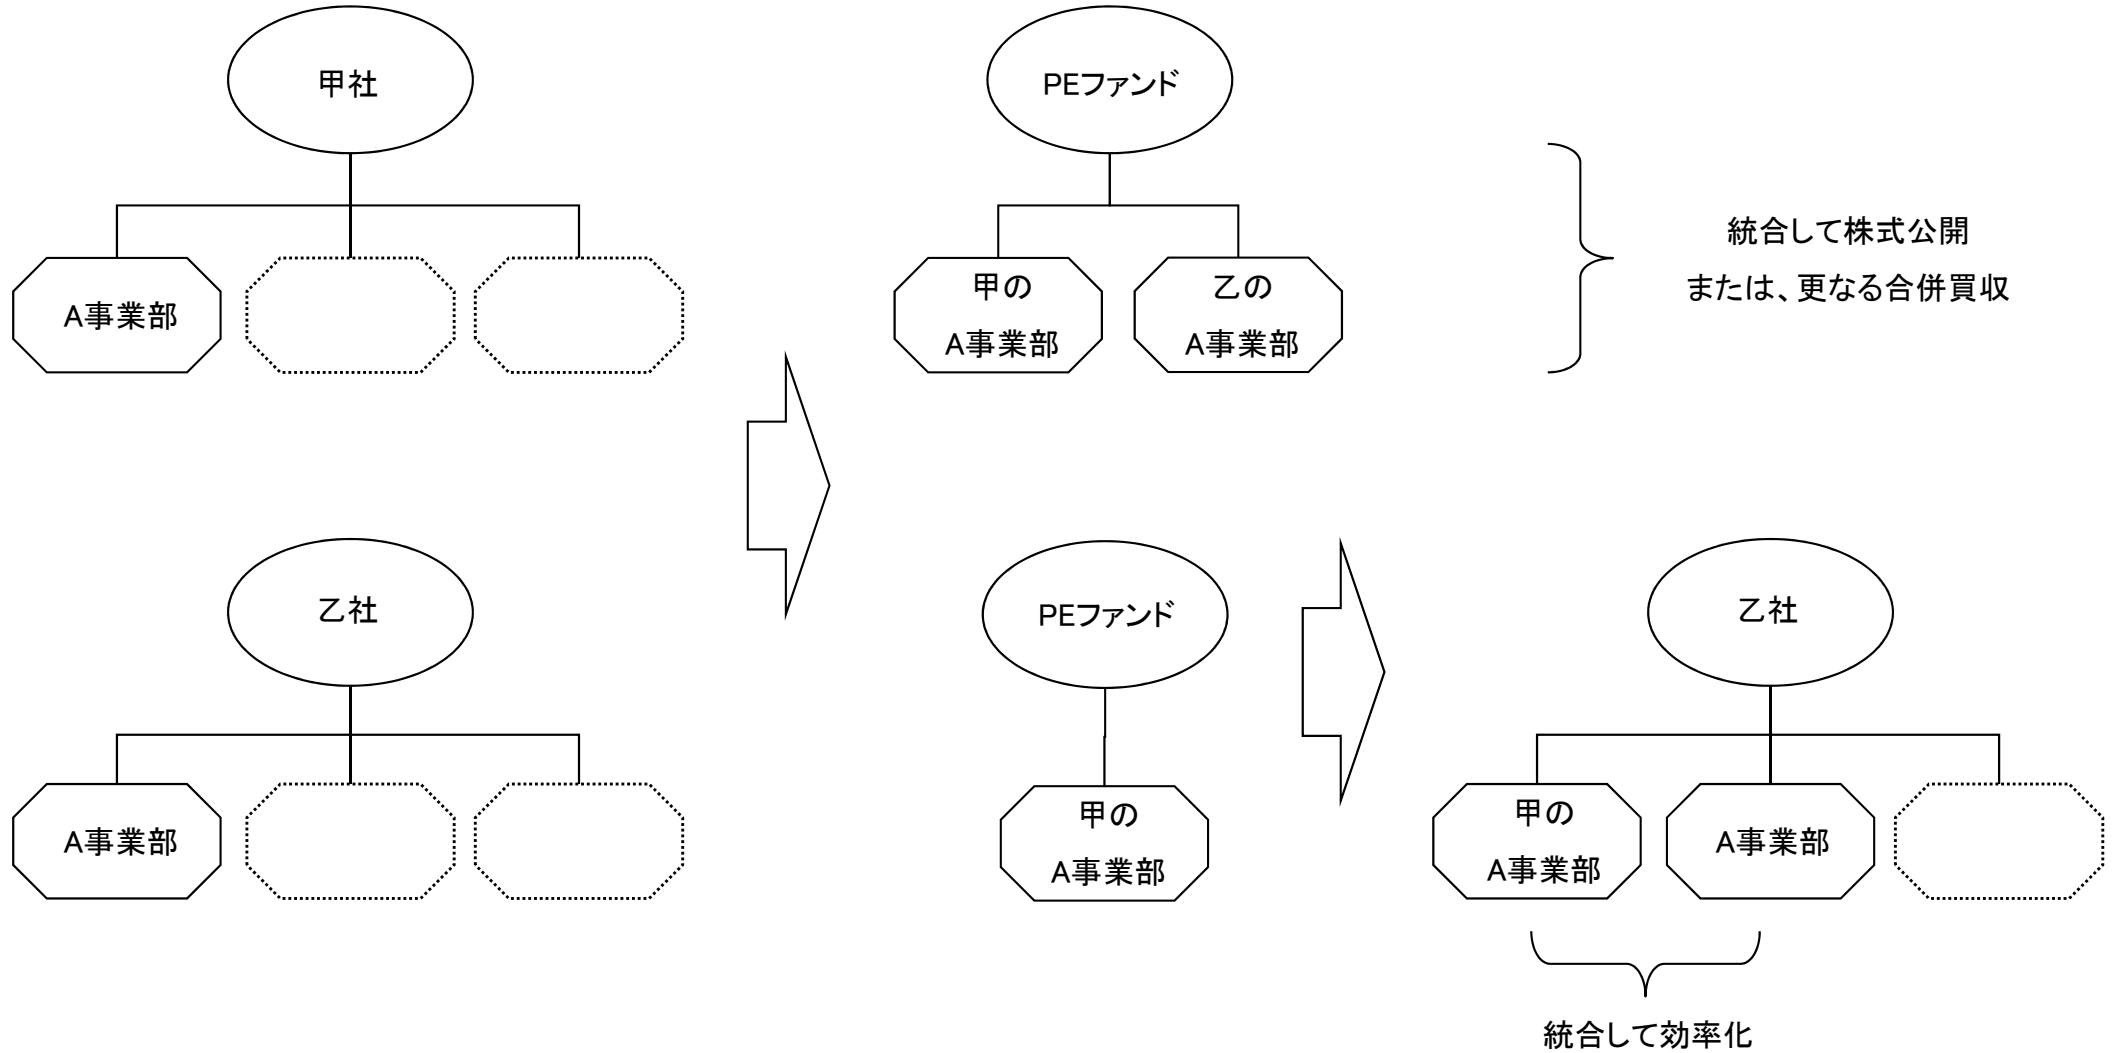 甲社
PEファンド
A事業部
甲の
A事業部
乙の
A事業部
統合して株式公開
または、更なる合併買収
乙社
PEファンド
乙社
A事業部
甲の
A事業部
甲の
A事業部
A事業部
統合して効率化